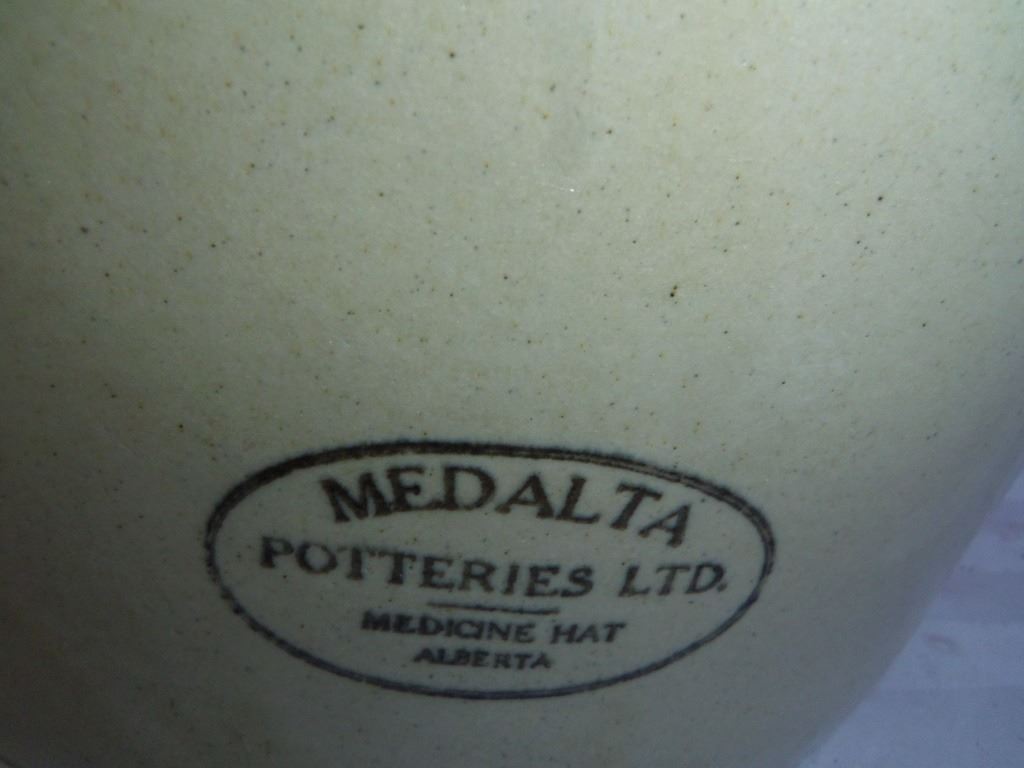 MEDALTA
POTTERIES LTD.
MEDICINE HAT
ALBERTA